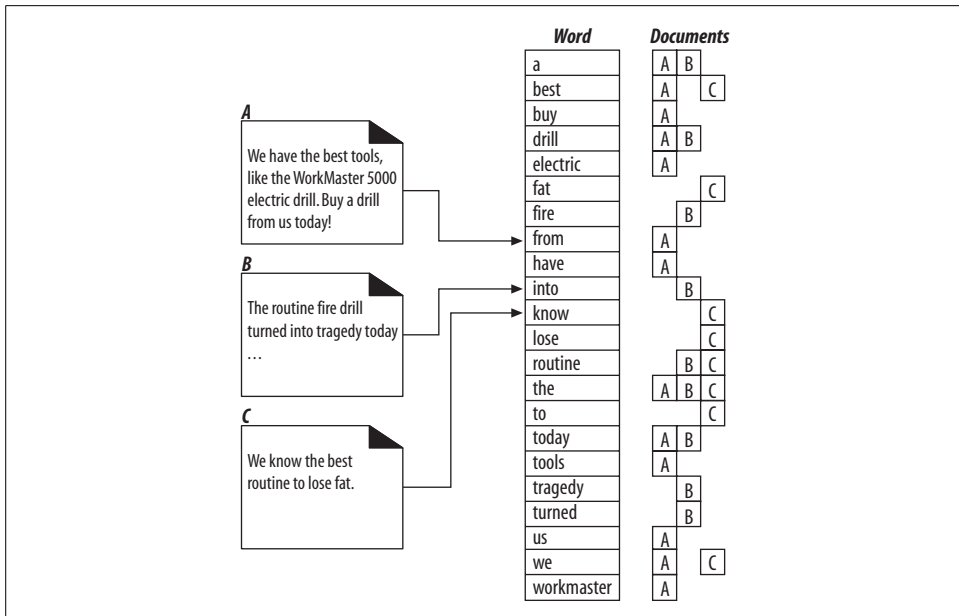 Word Documents
a A B
best A C
buy A
drill A B
electric A
fat C
fire B
from A
have A
into B
know C
lose C
routine B C
the A B C
to C
today A B
tools A
tragedy B
turned B
us A
we A C
workmaster A
A
We have the best tools,
like the WorkMaster 5000
electric drill. Buy a drill
from us today!
B
The routine fire drill
turned into tragedy today
...
C
We know the best
routine to lose fat.